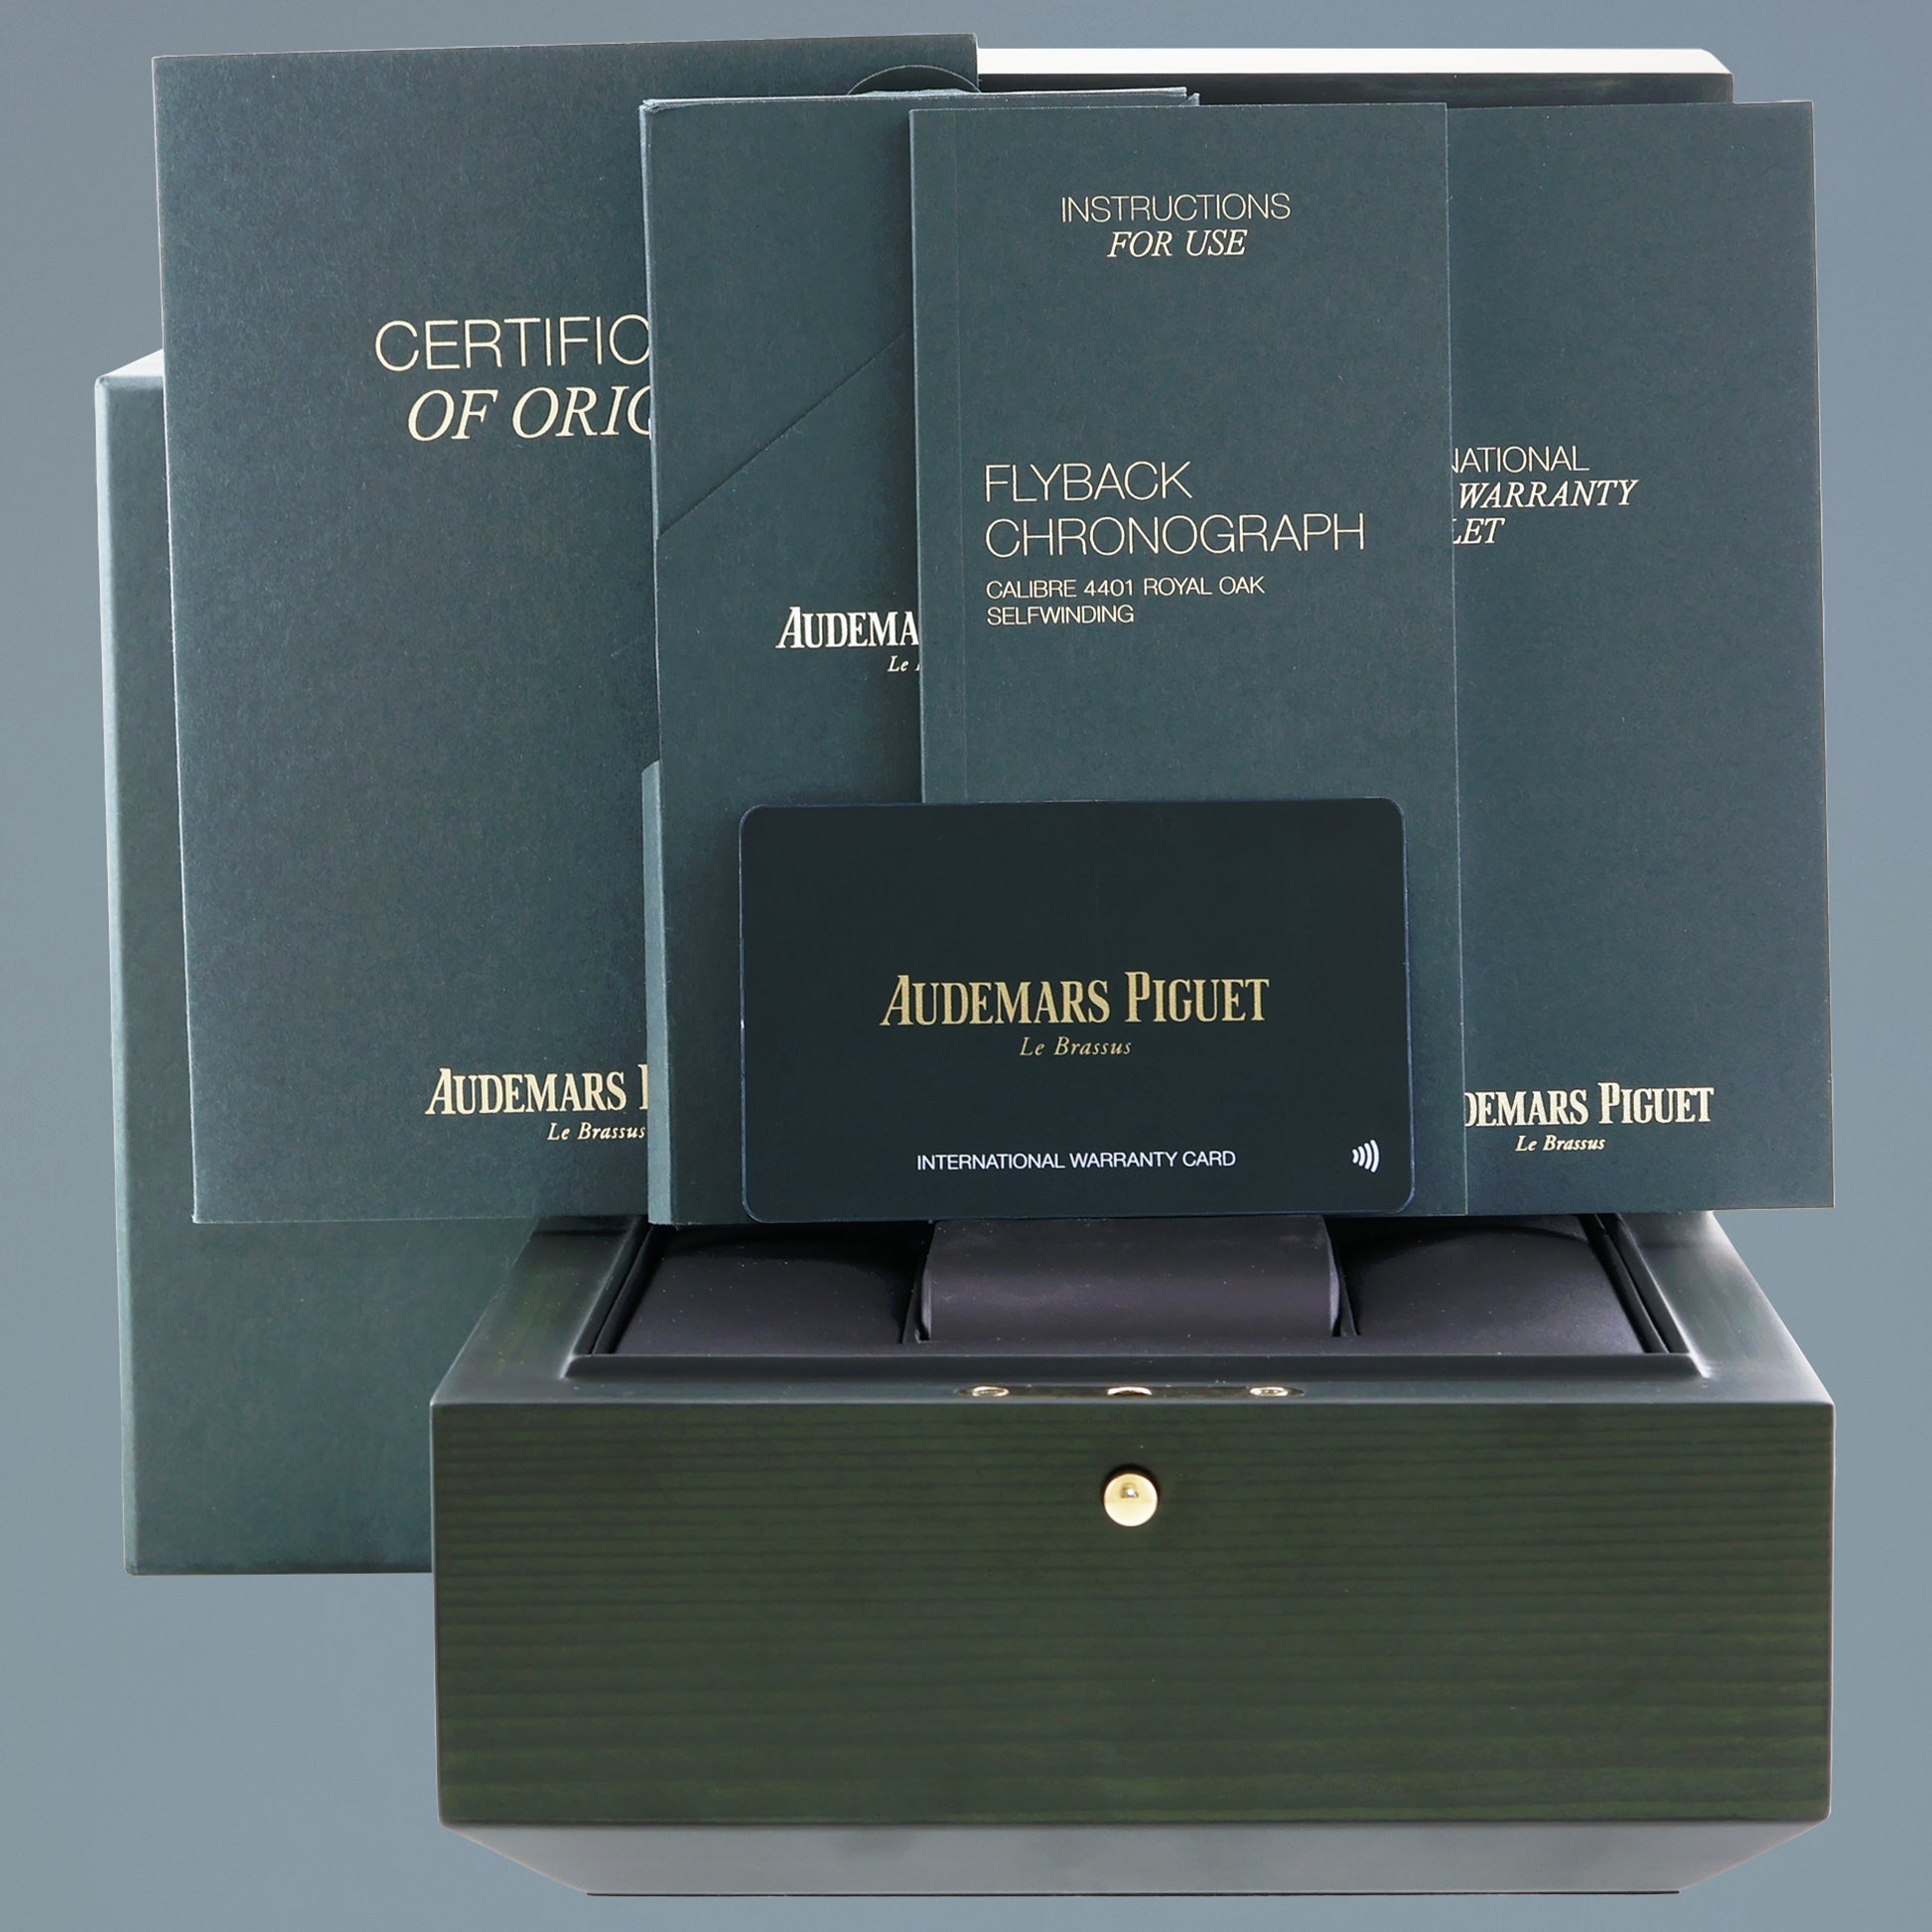 CERTIFIC
OF ORIG
AUDEMARS P
Le Brassus
AUDEMA
Le
INSTRUCTIONS
FOR USE
FLYBACK
CHRONOGRAPH
CALIBRE 4401 ROYAL OAK
SELFWINDING
NATIONAL
WARRANTY
LET
DEMARS PIGUET
Le Brassus
AUDEMARS PIGUET
Le Brassus
INTERNATIONAL WARRANTY CARD